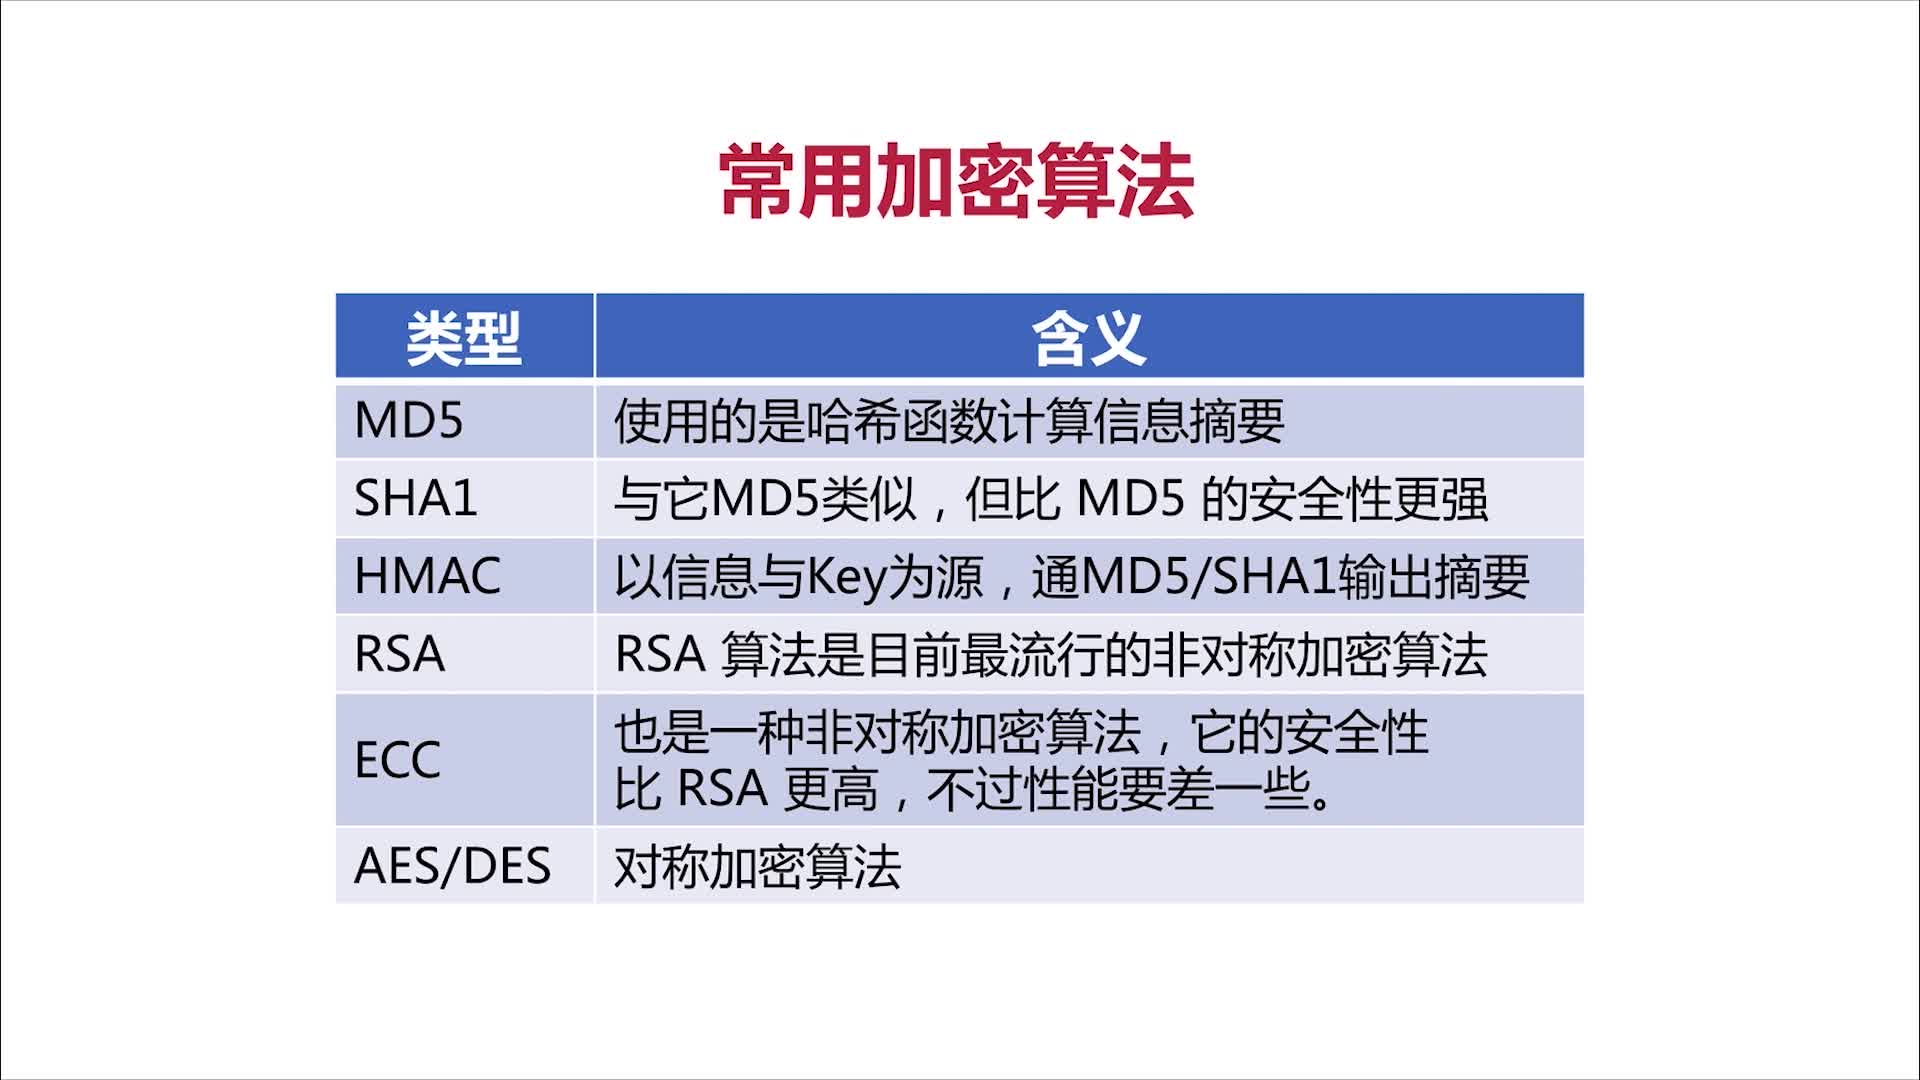 常用加密算法
类型 含义
MD5 使用的是哈希函数计算信息摘要
SHA1 与它MD5类似，但比 MD5 的安全性更强
HMAC 以信息与Key为源，通MD5/SHA1输出摘要
RSA RSA 算法是目前最流行的非对称加密算法
ECC 也是一种非对称加密算法，它的安全性
比 RSA 更高，不过性能要差一些。
AES/DES 对称加密算法